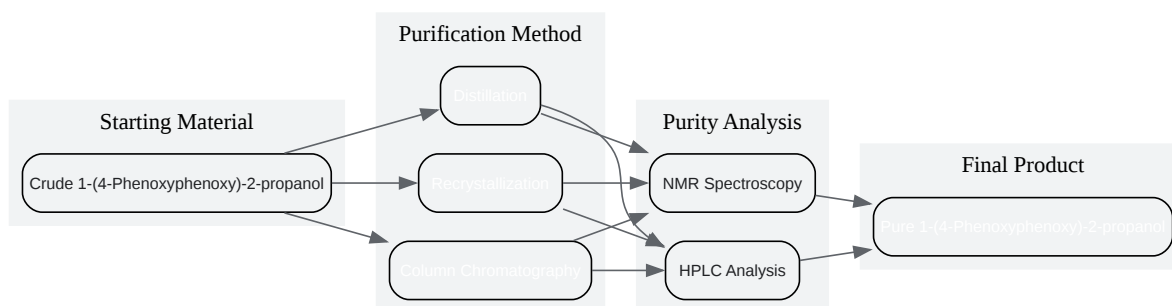 Starting Material
Crude 1-(4-Phenoxyphenoxy)-2-propanol
Purification Method
Distillation
Recrystallization
Column Chromatography
Purity Analysis
NMR Spectroscopy
HPLC Analysis
Final Product
Pure 1-(4-Phenoxyphenoxy)-2-propanol